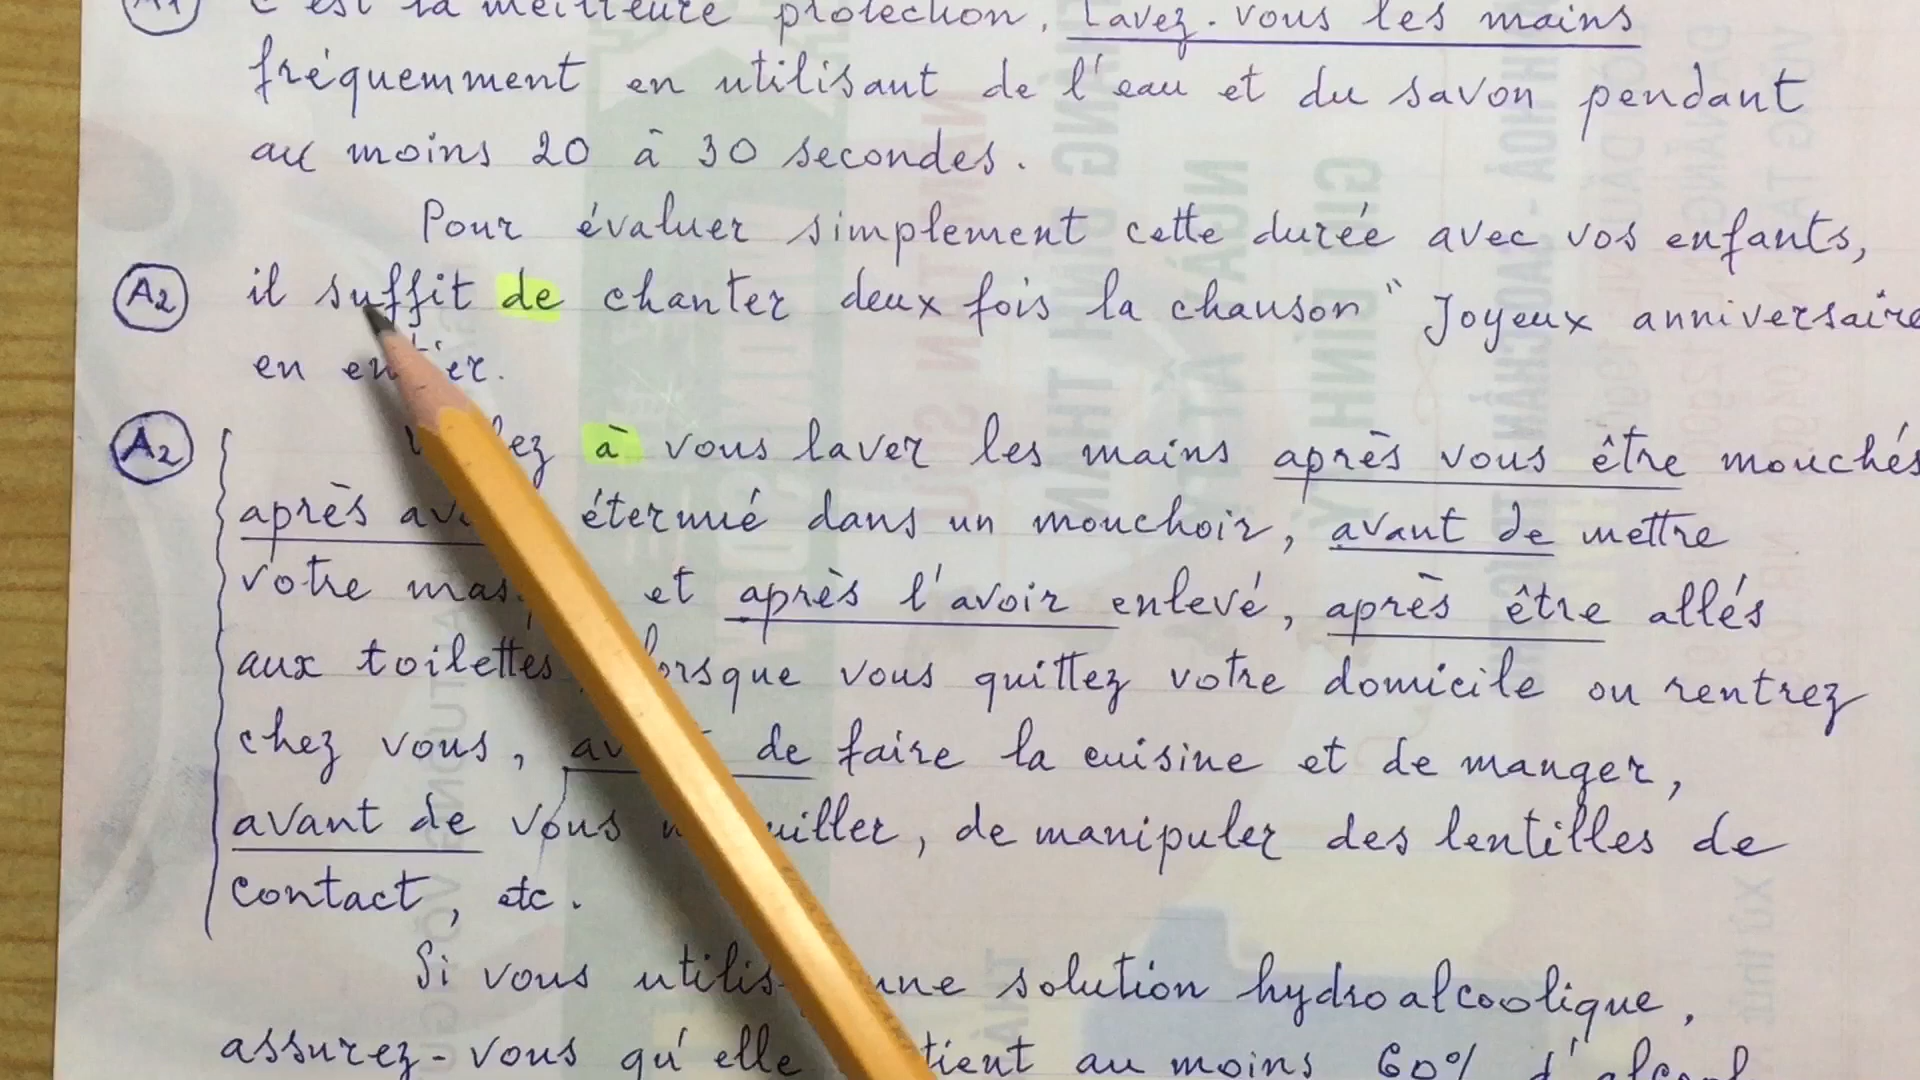 A1 C'est la meilleure protection. Lavez-vous les mains
fréquemment en utilisant de l'eau et du savon pendant
au moins 20 à 30 secondes.
Pour évaluer simplement cette durée avec vos enfants,
A2 il suffit de chanter deux fois la chanson " Joyeux anniversaire
en er.
A2 à vous laver les mains après vous être mouchés
après éternué dans un mouchoir, avant de mettre
votre et après l'avoir enlevé, après être allés
aux toilettes, lorsque vous quittez votre domicile ou rentrez
chez vous, de faire la cuisine et de manger,
avant de vous, de manipuler des lentilles de
contact, etc.
Si vous une solution hydroalcoolique,
assurez-vous qu'elle au moins 60% d'alcool